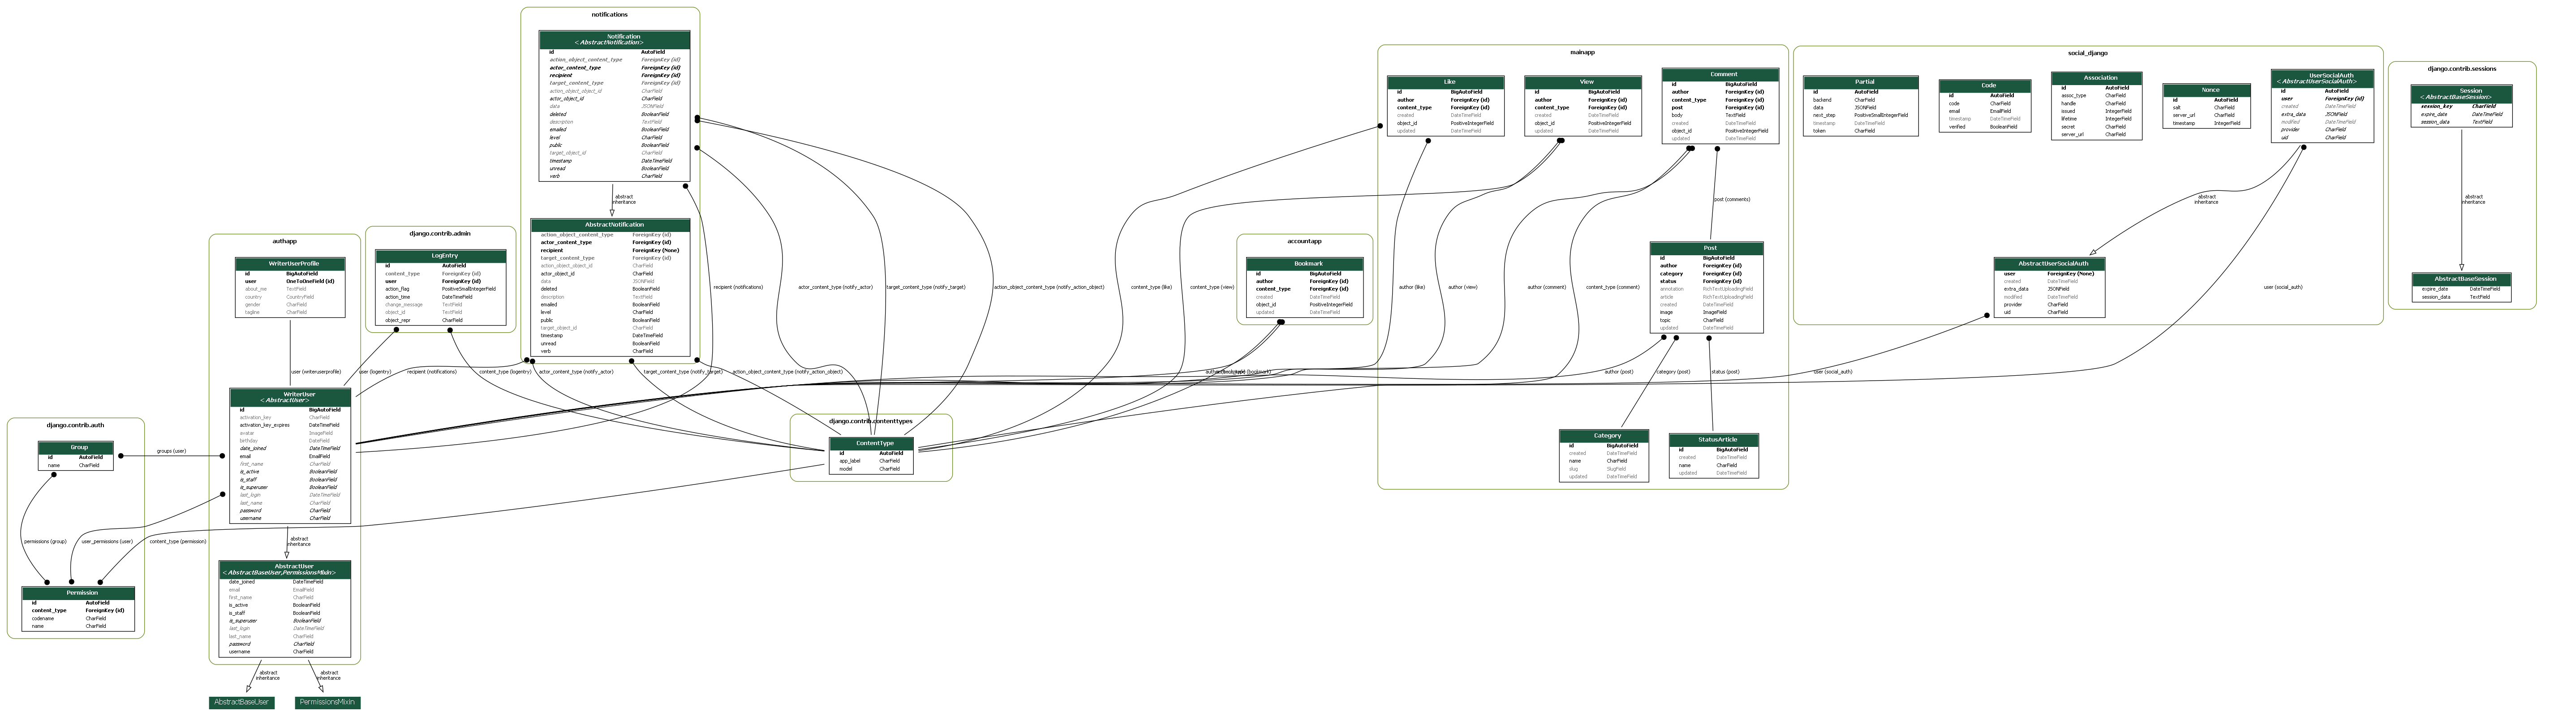 notifications
Notification
<AbstractNotification>
id AutoField
action_object_content_type ForeignKey (id)
actor_content_type ForeignKey (id)
recipient ForeignKey (id)
target_content_type ForeignKey (id)
action_object_object_id CharField
actor_object_id CharField
data JSONField
deleted BooleanField
description TextField
emailed BooleanField
level CharField
public BooleanField
target_object_id CharField
timestamp DateTimeField
unread BooleanField
verb CharField
abstract
inheritance
AbstractNotification
action_object_content_type ForeignKey (id)
actor_content_type ForeignKey (id)
recipient ForeignKey (None)
target_content_type ForeignKey (id)
action_object_object_id CharField
actor_object_id CharField
data JSONField
deleted BooleanField
description TextField
emailed BooleanField
level CharField
public BooleanField
target_object_id CharField
timestamp DateTimeField
unread BooleanField
verb CharField
authapp
WriterUserProfile
id BigAutoField
user OneToOneField (id)
about_me TextField
country CountryField
gender CharField
tagline CharField
user (writeruserprofile)
WriterUser
<AbstractUser>
id BigAutoField
activation_key CharField
activation_key_expires DateTimeField
avatar ImageField
birthday DateField
date_joined DateTimeField
email EmailField
first_name CharField
is_active BooleanField
is_staff BooleanField
is_superuser BooleanField
last_login DateTimeField
last_name CharField
password CharField
username CharField
abstract
inheritance
AbstractUser
<AbstractBaseUser,PermissionsMixin>
date_joined DateTimeField
email EmailField
first_name CharField
is_active BooleanField
is_staff BooleanField
is_superuser BooleanField
last_login DateTimeField
last_name CharField
password CharField
username CharField
abstract
inheritance
abstract
inheritance
AbstractBaseUser
PermissionsMixin
django.contrib.admin
LogEntry
id AutoField
content_type ForeignKey (id)
user ForeignKey (id)
action_flag PositiveSmallIntegerField
action_time DateTimeField
change_message TextField
object_id TextField
object_repr CharField
user (logentry)
recipient (notifications)
content_type (logentry)
actor_content_type (notify_actor)
target_content_type (notify_target)
action_object_content_type (notify_action_object)
recipient (notifications)
actor_content_type (notify_actor)
target_content_type (notify_target)
action_object_content_type (notify_action_object)
django.contrib.auth
Group
id AutoField
name CharField
groups (user)
permissions (group)
user_permissions (user)
content_type (permission)
Permission
id AutoField
content_type ForeignKey (id)
codename CharField
name CharField
django.contrib.contenttypes
ContentType
id AutoField
app_label CharField
model CharField
accountapp
Bookmark
id BigAutoField
author ForeignKey (id)
content_type ForeignKey (id)
created DateTimeField
object_id PositiveIntegerField
updated DateTimeField
(bookmark)
mainapp
Like
id BigAutoField
author ForeignKey (id)
content_type ForeignKey (id)
created DateTimeField
object_id PositiveIntegerField
updated DateTimeField
View
id BigAutoField
author ForeignKey (id)
content_type ForeignKey (id)
created DateTimeField
object_id PositiveIntegerField
updated DateTimeField
Comment
id BigAutoField
author ForeignKey (id)
content_type ForeignKey (id)
post ForeignKey (id)
body TextField
created DateTimeField
object_id PositiveIntegerField
updated DateTimeField
post (comments)
content_type (like)
content_type (view)
author (like)
author (view)
author (comment)
content_type (comment)
Post
id BigAutoField
author ForeignKey (id)
category ForeignKey (id)
status ForeignKey (id)
annotation RichTextUploadingField
article RichTextUploadingField
created DateTimeField
image ImageField
topic CharField
updated DateTimeField
author (post)
category (post)
status (post)
Category
id BigAutoField
created DateTimeField
name CharField
slug SlugField
updated DateTimeField
StatusArticle
id BigAutoField
created DateTimeField
name CharField
updated DateTimeField
social_django
Partial
id AutoField
backend CharField
data JSONField
next_step PositiveSmallIntegerField
timestamp DateTimeField
token CharField
Code
id AutoField
code CharField
email EmailField
timestamp DateTimeField
verified BooleanField
Association
id AutoField
assoc_type CharField
handle CharField
issued IntegerField
lifetime IntegerField
secret CharField
server_url CharField
Nonce
id AutoField
salt CharField
server_url CharField
timestamp IntegerField
UserSocialAuth
<AbstractUserSocialAuth>
id AutoField
user ForeignKey (id)
created DateTimeField
extra_data JSONField
modified DateTimeField
provider CharField
uid CharField
abstract
inheritance
AbstractUserSocialAuth
user ForeignKey (None)
created DateTimeField
extra_data JSONField
modified DateTimeField
provider CharField
uid CharField
user (social_auth)
user (social_auth)
django.contrib.sessions
Session
<AbstractBaseSession>
session_key CharField
expire_date DateTimeField
session_data TextField
abstract
inheritance
AbstractBaseSession
expire_date DateTimeField
session_data TextField